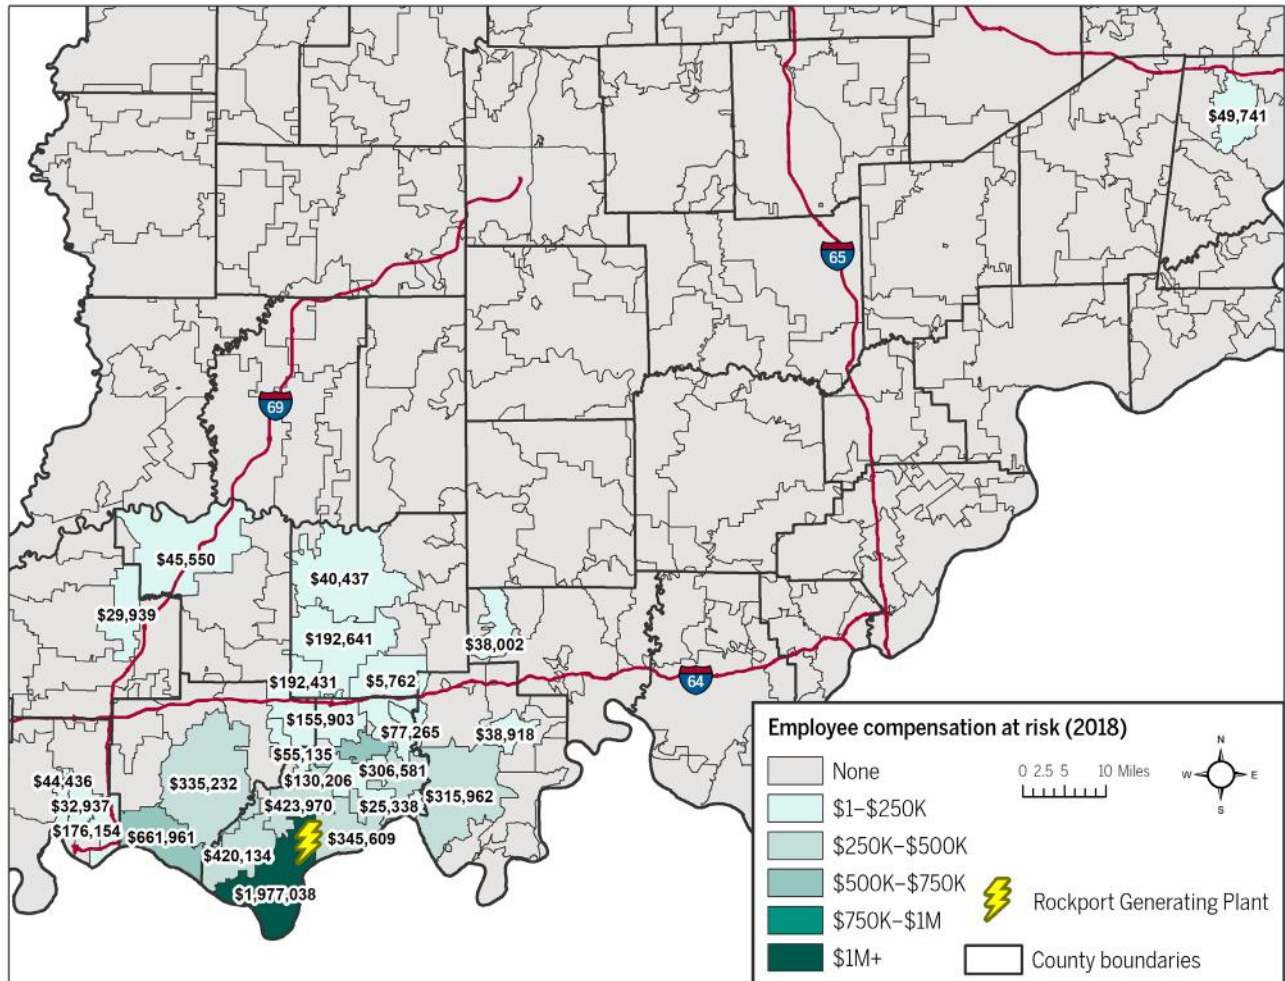 $49,741
65
69
$45,550
$40,437
$29,939
$192,641
$38,002
$192,431
$5,762
64
$155,903
$77,265
$38,918
$55,135
$44,436
$335,232
$130,206
$306,581
$32,937
$423,970
$25,338
$315,962
$176,154
$661,961
$345,609
$420,134
$1,977,038
Employee compensation at risk (2018)
None
$1–$250K
$250K–$500K
$500K–$750K
$750K–$1M
$1M+
0 2.5 5 10 Miles
N
W E
S
Rockport Generating Plant
County boundaries